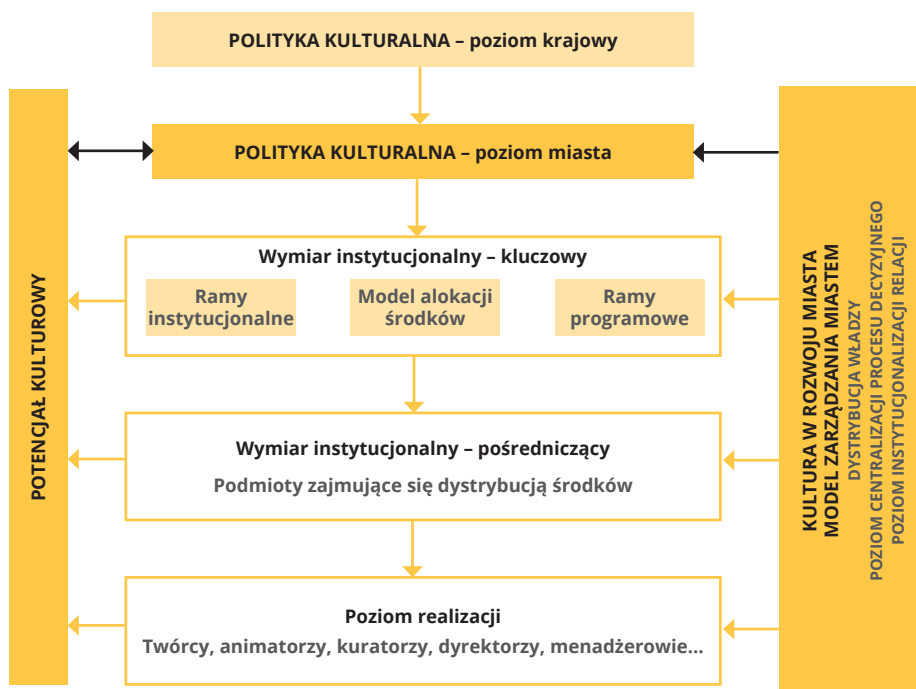 POLITYKA KULTURALNA – poziom krajowy
POLITYKA KULTURALNA – poziom miasta
Wymiar instytucjonalny – kluczowy
Ramy
instytucjonalne
Model alokacji
środków
Ramy
programowe
Wymiar instytucjonalny – pośredniczący
Podmioty zajmujące się dystrybucją środków
Poziom realizacji
Twórcy, animatorzy, kuratorzy, dyrektorzy, menadżerowie...
POTENCJAŁ KULTUROWY
KULTURA W ROZWOJU MIASTA
MODEL ZARZĄDZANIA MIASTEM
DYSTRYBUCJA WŁADZY
POZIOM CENTRALIZACJI PROCESU DECYZYJNEGO
POZIOM INSTYTUCJONALIZACJI RELACJI